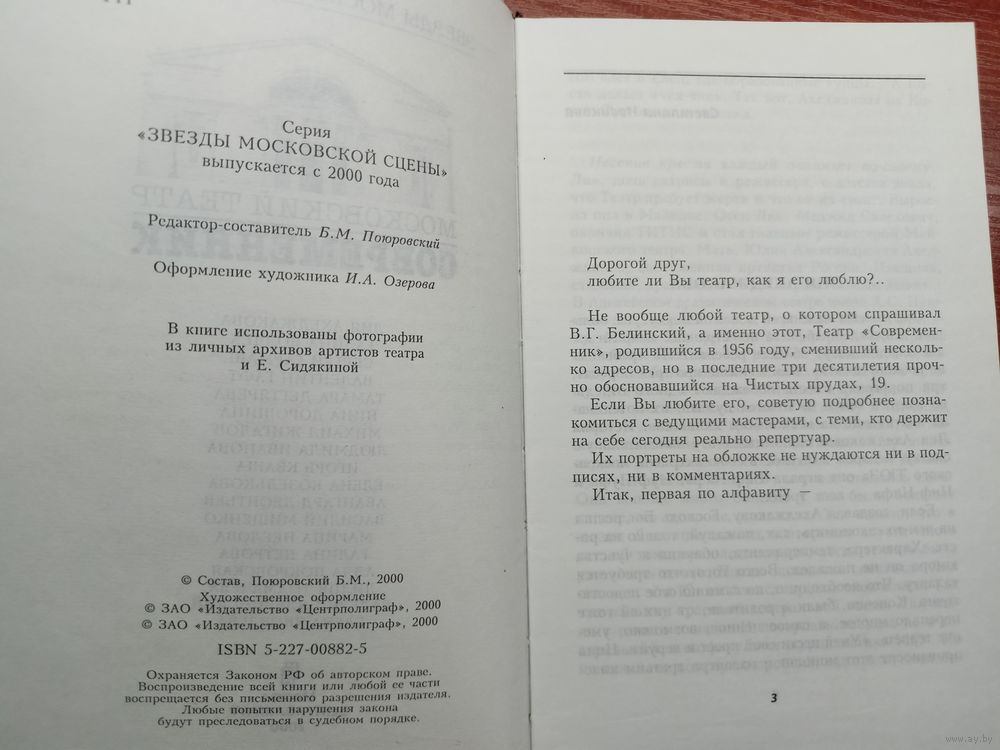 Серия
«ЗВЕЗДЫ МОСКОВСКОЙ СЦЕНЫ»
выпускается с 2000 года
Редактор-составитель Б.М. Поюровский
Оформление художника И.А. Озерова
В книге использованы фотографии
из личных архивов артистов театра
и Е. Сидякиной
© Состав, Поюровский Б.М., 2000
Художественное оформление
© ЗАО «Издательство «Центрполиграф», 2000
© ЗАО «Издательство «Центрполиграф», 2000
ISBN 5-227-00882-5
Охраняется Законом РФ об авторском праве.
Воспроизведение всей книги или любой ее части
воспрещается без письменного разрешения издателя.
Любые попытки нарушения закона
будут преследоваться в судебном порядке.
Дорогой друг,
любите ли Вы театр, как я его люблю?..
Не вообще любой театр, о котором спрашивал
В.Г. Белинский, а именно этот, Театр «Современ-
ник», родившийся в 1956 году, сменивший несколь-
ко адресов, но в последние три десятилетия проч-
но обосновавшийся на Чистых прудах, 19.
Если Вы любите его, советую подробнее позна-
комиться с ведущими мастерами, с теми, кто держит
на себе сегодня реально репертуар.
Их портреты на обложке не нуждаются ни в под-
писях, ни в комментариях.
Итак, первая по алфавиту —
3
www.ay.by